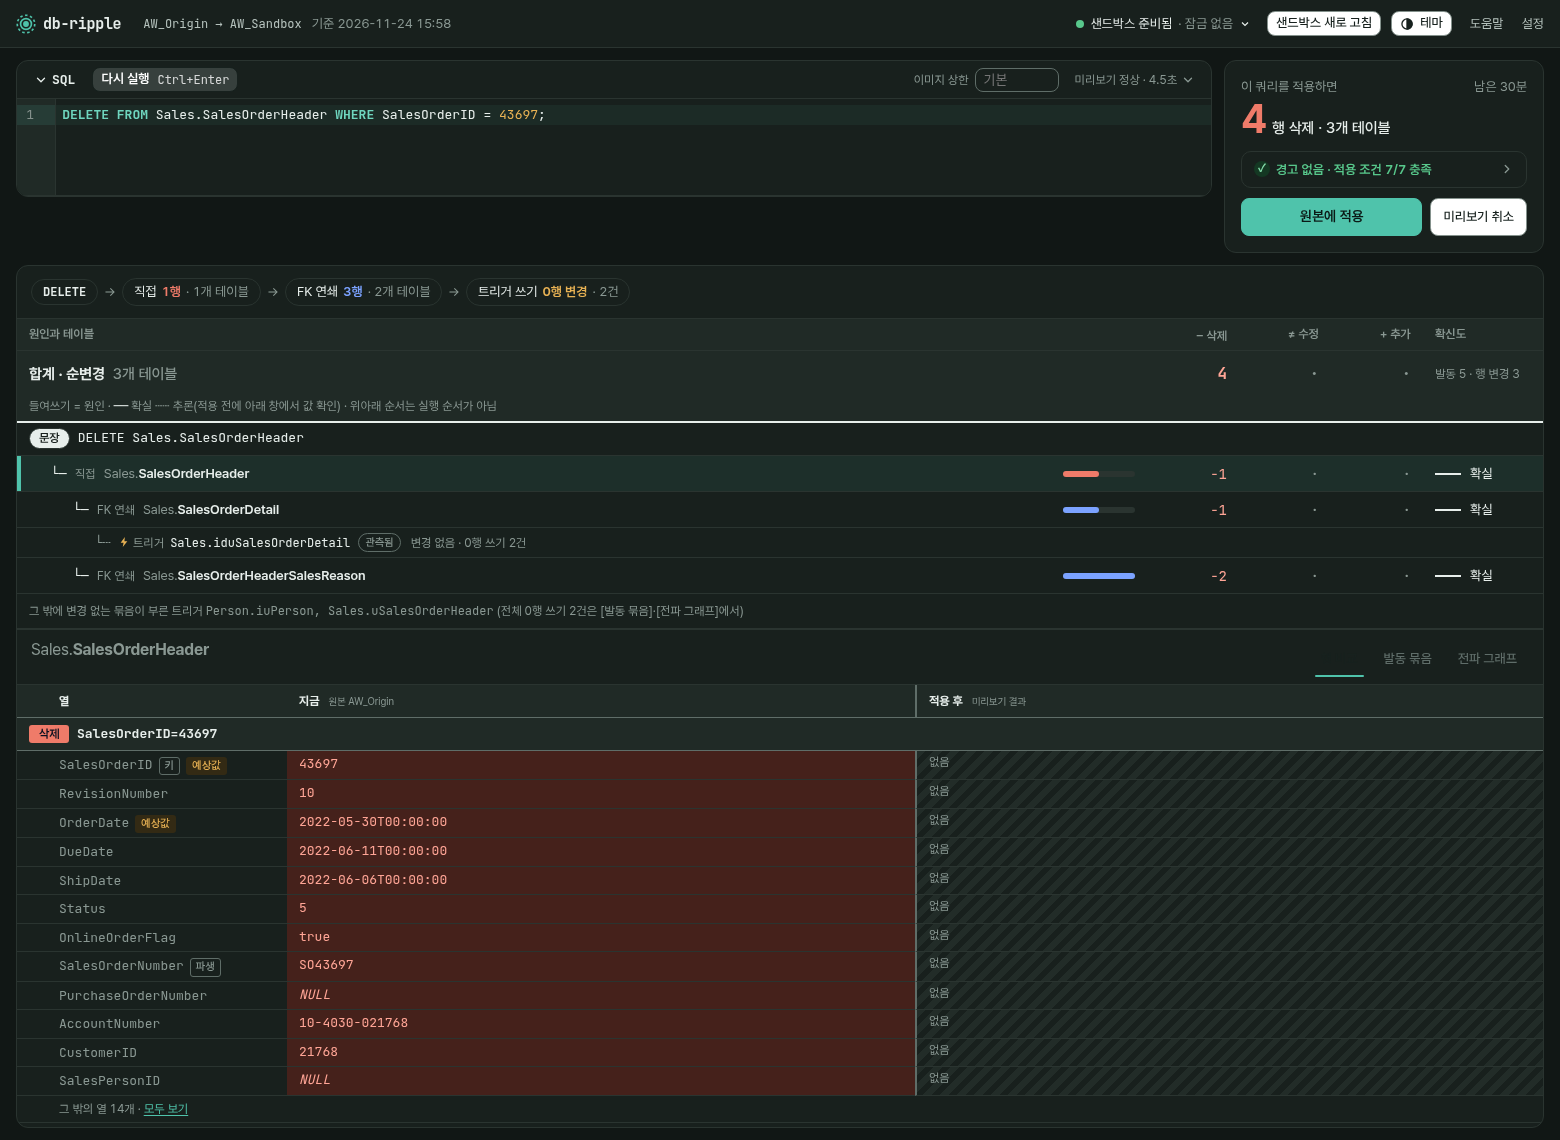 db-ripple AW_Origin → AW_Sandbox 기준 2026-11-24 15:58 샌드박스 준비됨 · 잠금 없음 샌드박스 새로 고침 테마 도움말 설정
SQL 다시 실행 Ctrl+Enter 이미지 상한 기본 미리보기 정상 · 4.5초
1 DELETE FROM Sales.SalesOrderHeader WHERE SalesOrderID = 43697;
이 쿼리를 적용하면 남은 30분
4 행 삭제 · 3개 테이블
✓ 경고 없음 · 적용 조건 7/7 충족
원본에 적용 미리보기 취소
DELETE → 직접 1행 · 1개 테이블 → FK 연쇄 3행 · 2개 테이블 → 트리거 쓰기 0행 변경 · 2건
원인과 테이블 − 삭제 ≠ 수정 + 추가 확신도
합계 · 순변경 3개 테이블 4 · · 발동 5 · 행 변경 3
들여쓰기 = 원인 · ── 확실 ┈┈ 추론(적용 전에 아래 창에서 값 확인) · 위아래 순서는 실행 순서가 아님
문장 DELETE Sales.SalesOrderHeader
└─ 직접 Sales.SalesOrderHeader -1 · · 확실
└─ FK 연쇄 Sales.SalesOrderDetail -1 · · 확실
└┈ 트리거 Sales.iduSalesOrderDetail 관측됨 변경 없음 · 0행 쓰기 2건
└─ FK 연쇄 Sales.SalesOrderHeaderSalesReason -2 · · 확실
그 밖에 변경 없는 묶음이 부른 트리거 Person.iuPerson, Sales.uSalesOrderHeader (전체 0행 쓰기 2건은 [발동 묶음]·[전파 그래프]에서)
Sales.SalesOrderHeader
발동 묶음 전파 그래프
열 지금 원본 AW_Origin 적용 후 미리보기 결과
삭제 SalesOrderID=43697
SalesOrderID 키 예상값 43697 없음
RevisionNumber 10 없음
OrderDate 예상값 2022-05-30T00:00:00 없음
DueDate 2022-06-11T00:00:00 없음
ShipDate 2022-06-06T00:00:00 없음
Status 5 없음
OnlineOrderFlag true 없음
SalesOrderNumber 파생 SO43697 없음
PurchaseOrderNumber NULL 없음
AccountNumber 10-4030-021768 없음
CustomerID 21768 없음
SalesPersonID NULL 없음
그 밖의 열 14개 · 모두 보기